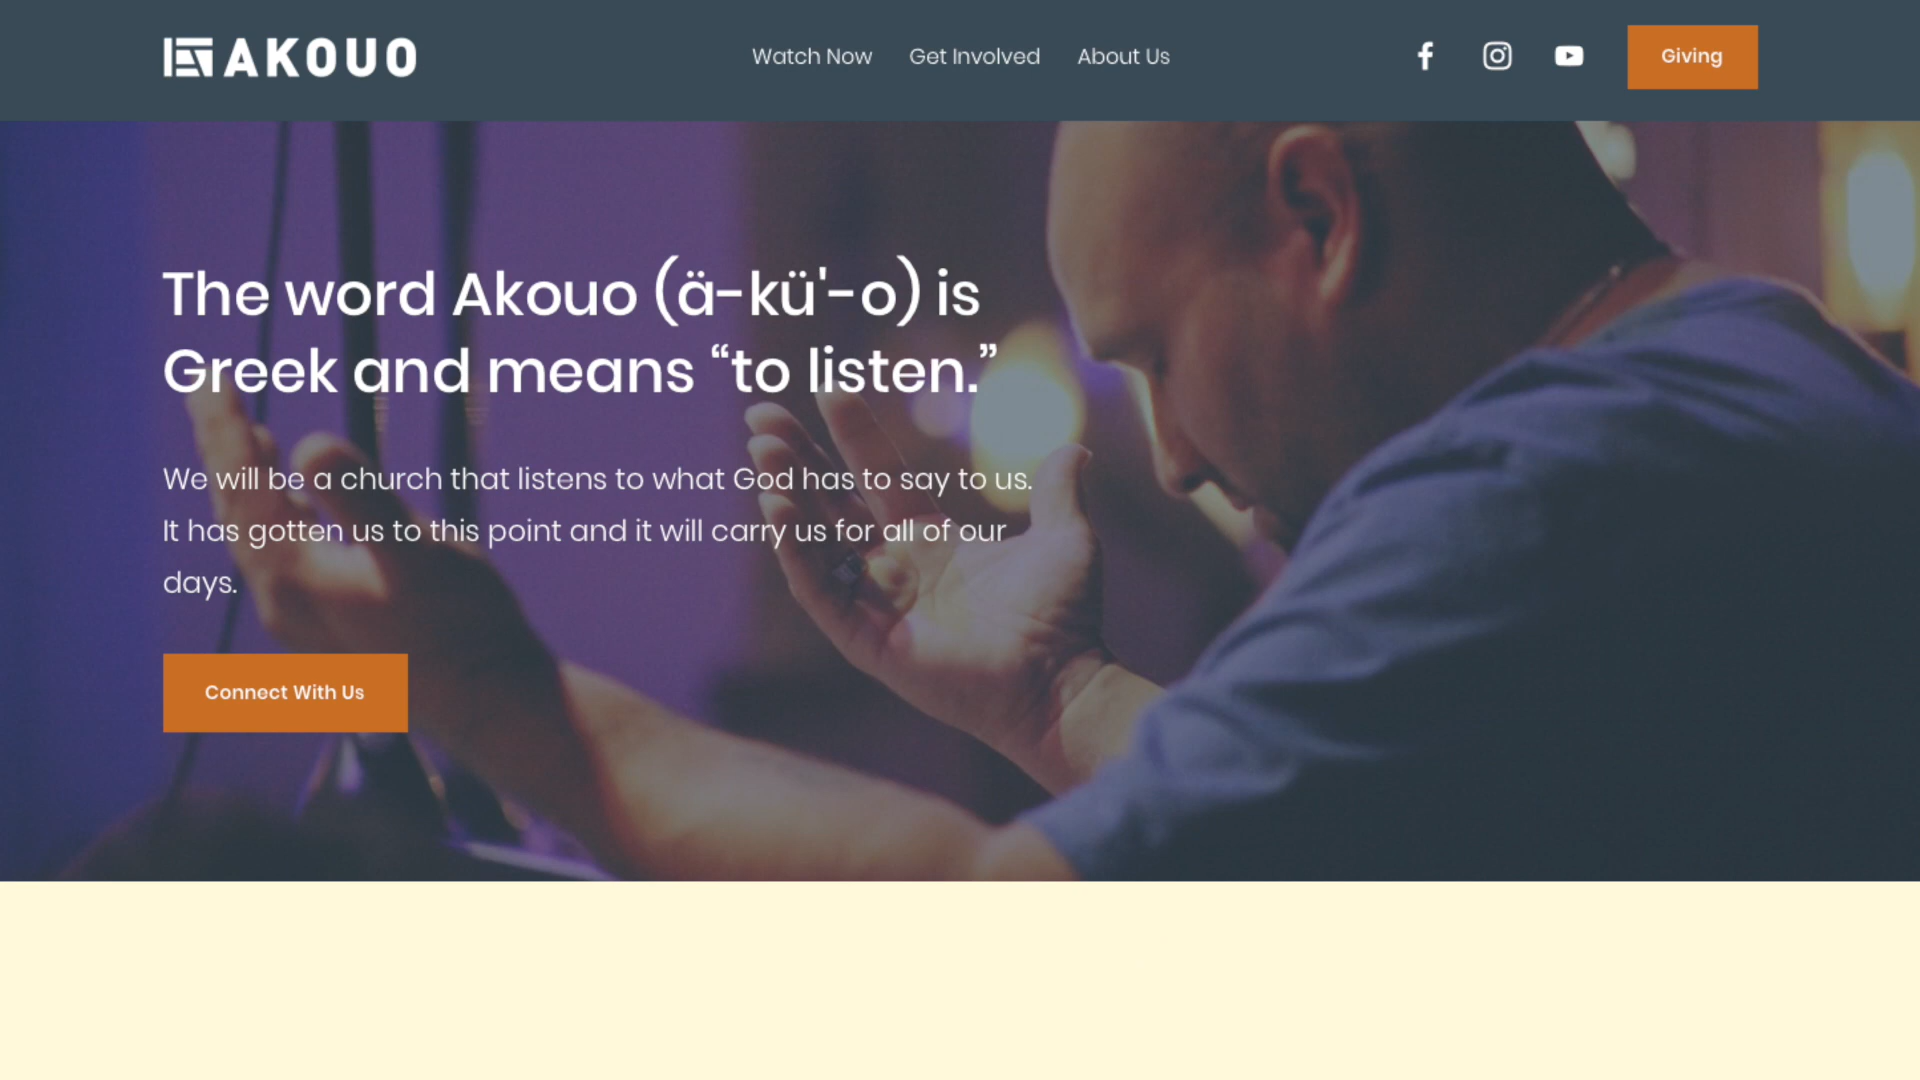 AKOUO
Watch Now
Get Involved
About Us
Giving
The word Akouo (ä-kü'-o) is
Greek and means “to listen.”
We will be a church that listens to what God has to say to us.
It has gotten us to this point and it will carry us for all of our
days.
Connect With Us